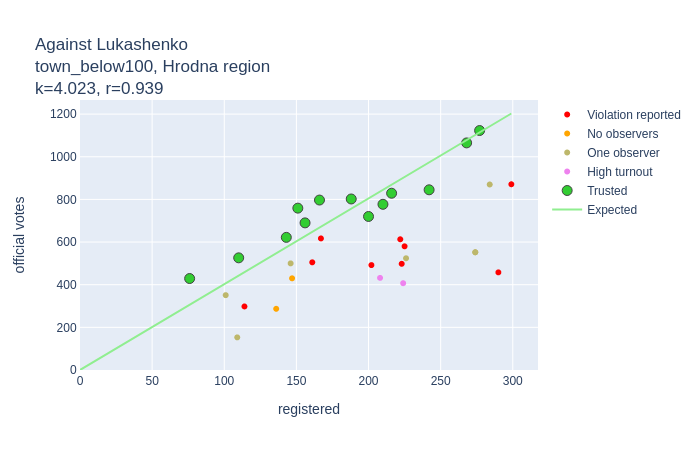 Against Lukashenko
town_below100, Hrodna region
k=4.023, r=0.939
official votes
1200
1000
800
600
400
200
0
0 50 100 150 200 250 300
registered
Violation reported
No observers
One observer
High turnout
Trusted
Expected